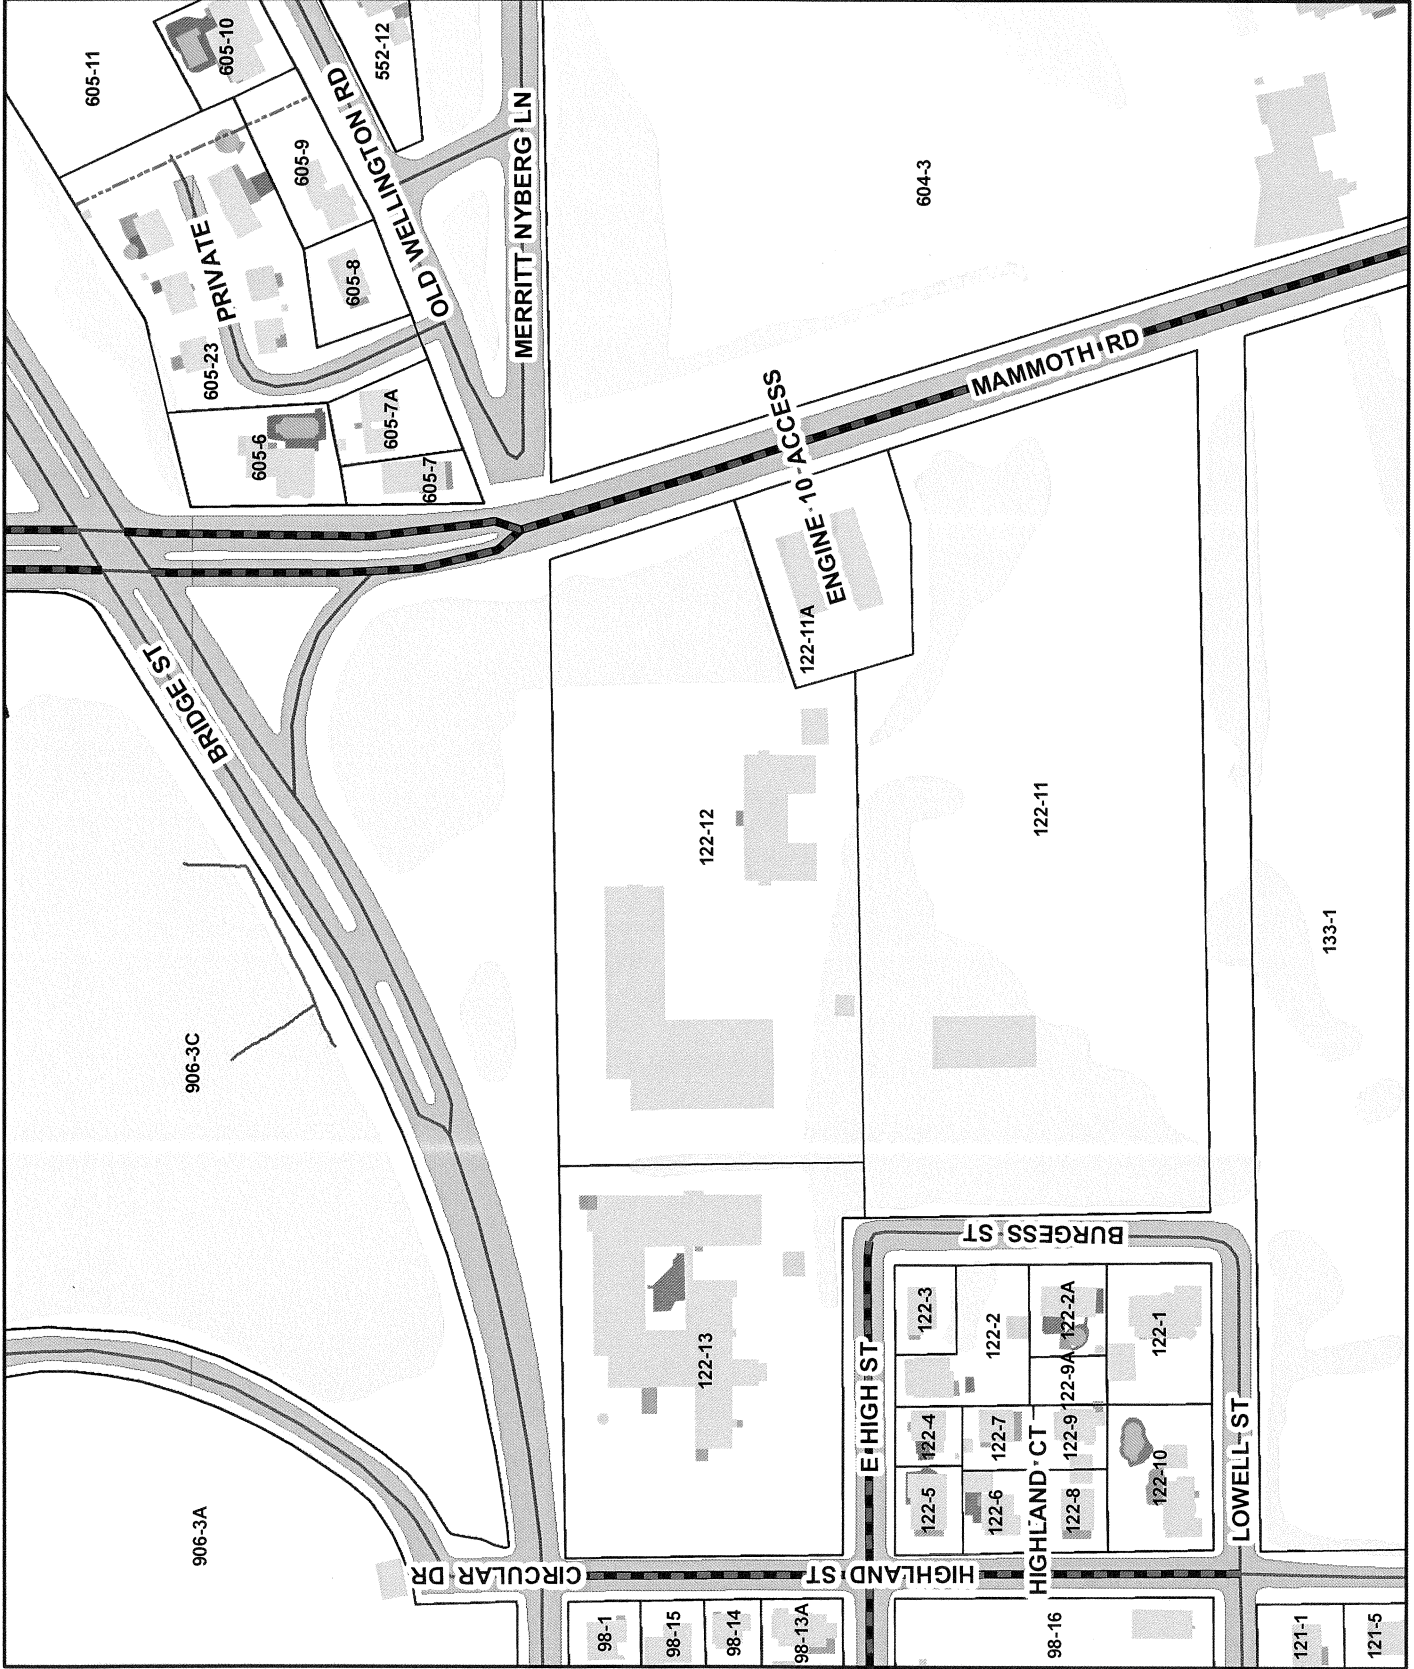 605-11
605-10
552-12
OLD WELLINGTON RD
MERRITT NYBERG LN
605-9
PRIVATE
605-8
605-23
604-3
605-6
605-7A
605-7
MAMMOTH RD
ENGINE 10 ACCESS
122-11A
BRIDGE ST
122-12
122-11
133-1
906-3C
BURGESS ST
122-13
122-3
122-2
122-2A
122-1
E HIGH ST
122-9A
122-4
122-7
122-9
HIGHLAND CT
122-10
LOWELL ST
122-5
122-6
122-8
906-3A
CIRCULAR DR
HIGHLAND ST
98-1
98-15
98-14
98-13A
98-16
121-1
121-5